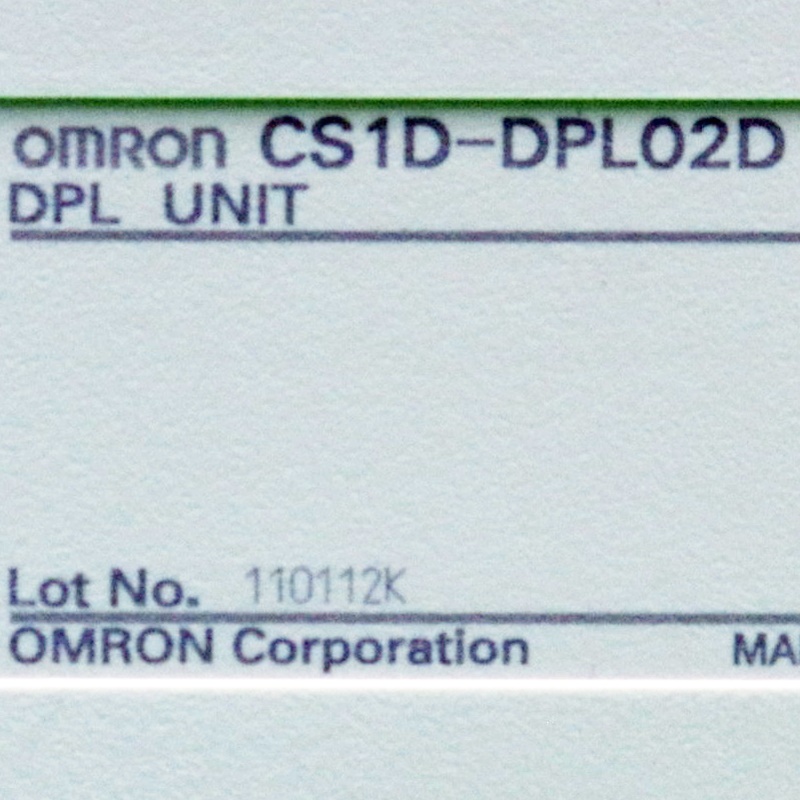 omron CS1D-DPL02D
DPL UNIT
Lot No. 110112K
OMRON Corporation